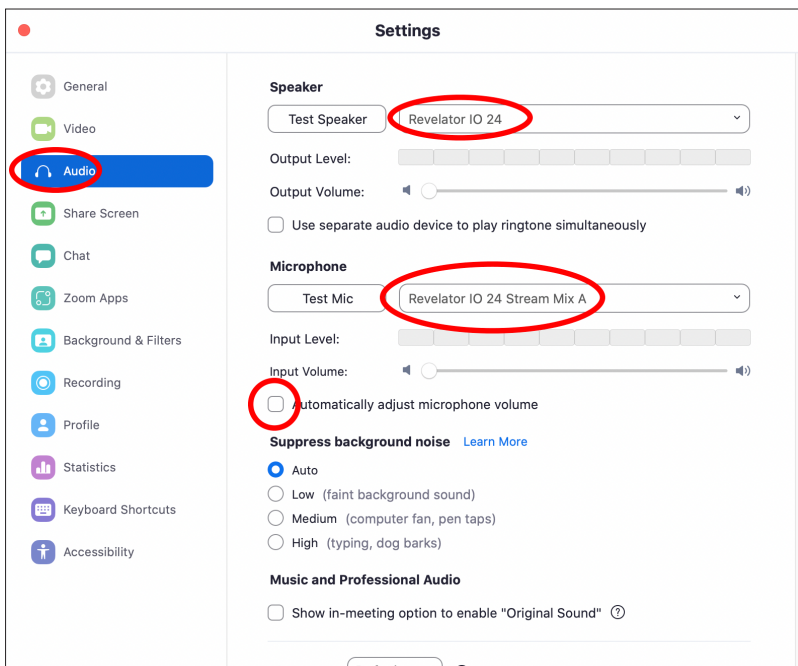 Settings
General
Video
Audio
Share Screen
Chat
Zoom Apps
Background & Filters
Recording
Profile
Statistics
Keyboard Shortcuts
Accessibility
Speaker
Test Speaker
Revelator IO 24
Output Level:
Output Volume:
Use separate audio device to play ringtone simultaneously
Microphone
Test Mic
Revelator IO 24 Stream Mix A
Input Level:
Input Volume:
Automatically adjust microphone volume
Suppress background noise Learn More
Auto
Low (faint background sound)
Medium (computer fan, pen taps)
High (typing, dog barks)
Music and Professional Audio
Show in-meeting option to enable "Original Sound" ?